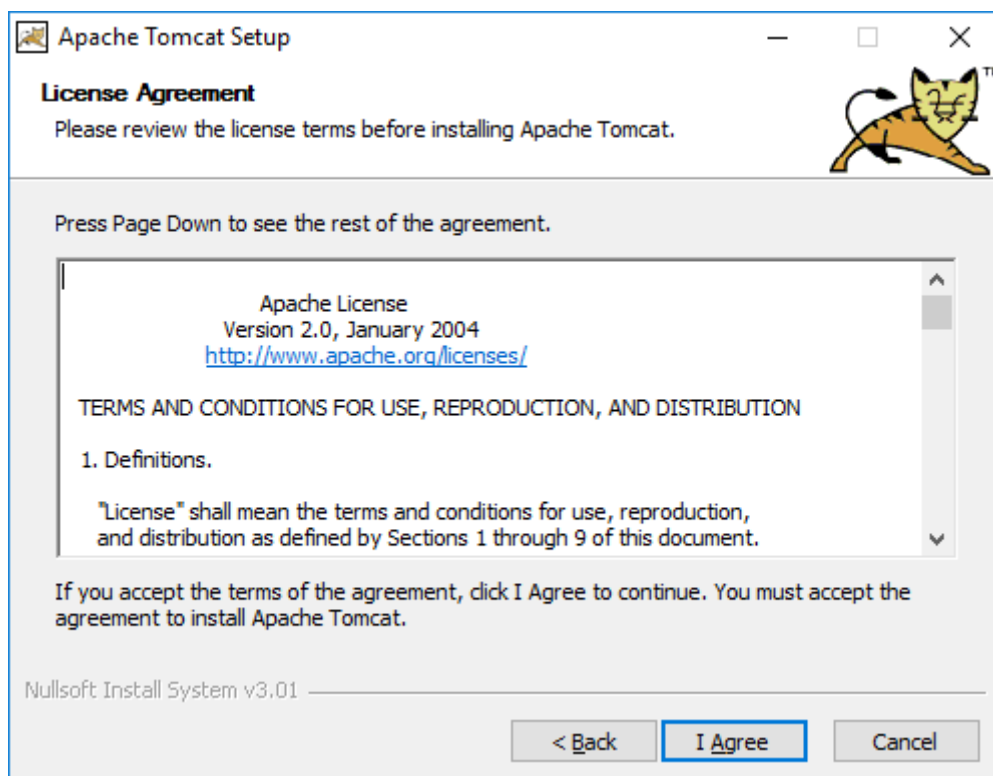 Apache Tomcat Setup
License Agreement
Please review the license terms before installing Apache Tomcat.
Press Page Down to see the rest of the agreement.
Apache License
Version 2.0, January 2004
http://www.apache.org/licenses/
TERMS AND CONDITIONS FOR USE, REPRODUCTION, AND DISTRIBUTION
1. Definitions.
"License" shall mean the terms and conditions for use, reproduction,
and distribution as defined by Sections 1 through 9 of this document.
If you accept the terms of the agreement, click I Agree to continue. You must accept the
agreement to install Apache Tomcat.
Nullsoft Install System v3.01
< Back
I Agree
Cancel